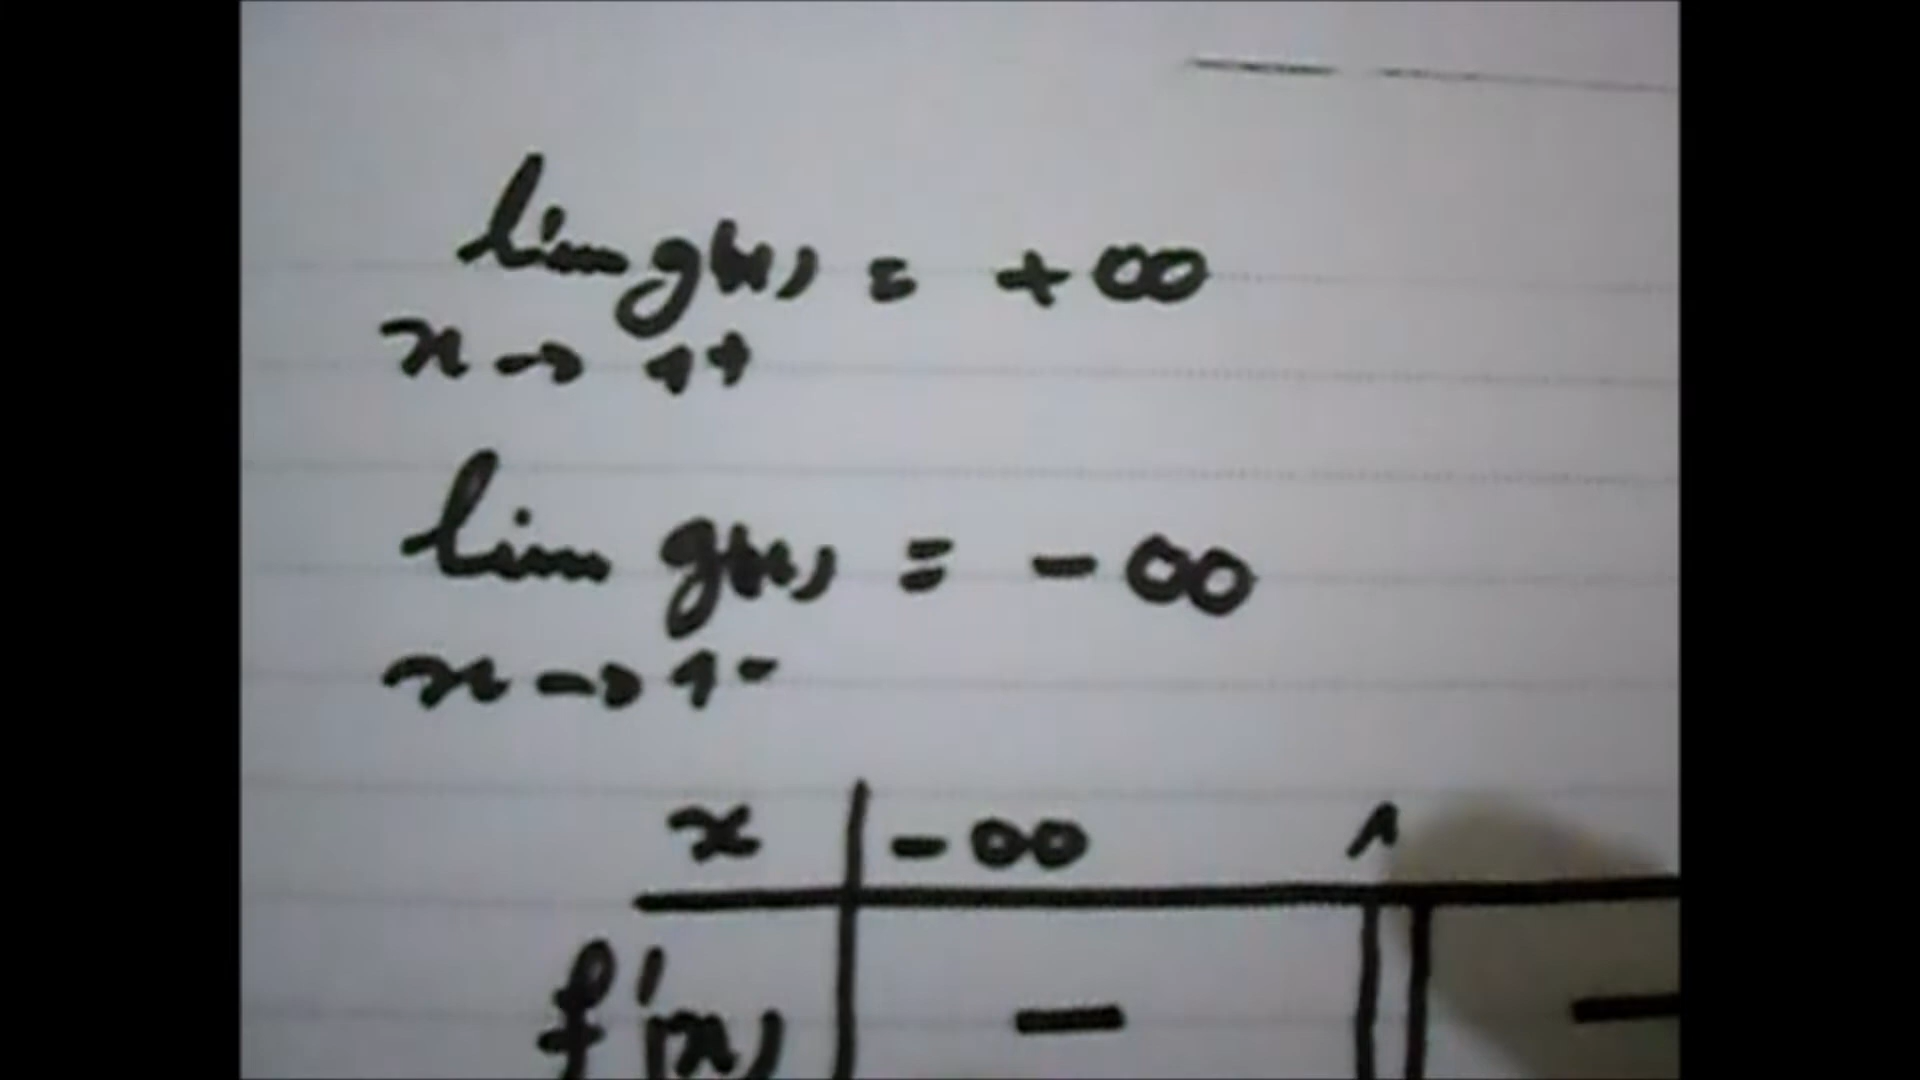 lim g(x) = +∞
x → 1+
lim g(x) = -∞
x → 1-
x | -∞ 1
f'(x) | - || -